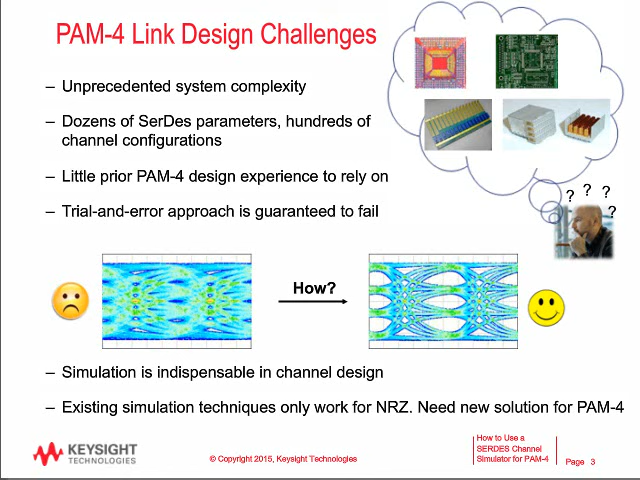 PAM-4 Link Design Challenges
– Unprecedented system complexity
– Dozens of SerDes parameters, hundreds of
channel configurations
– Little prior PAM-4 design experience to rely on
– Trial-and-error approach is guaranteed to fail
? ? ?
?
How?
– Simulation is indispensable in channel design
– Existing simulation techniques only work for NRZ. Need new solution for PAM-4
KEYSIGHT
TECHNOLOGIES
© Copyright 2015, Keysight Technologies
How to Use a
SERDES Channel
Simulator for PAM-4
Page 3